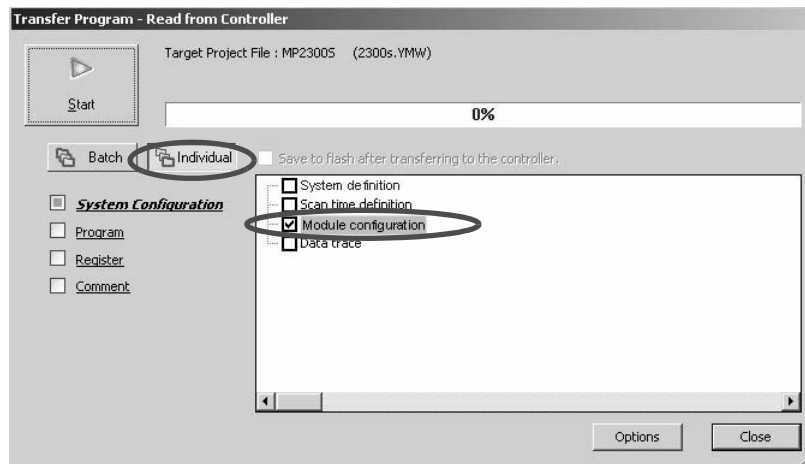 Transfer Program - Read from Controller
Target Project File : MP2300S (2300s.YMW)
Start
0%
Batch
Individual
Save to flash after transferring to the controller.
System Configuration
Program
Register
Comment
System definition
Scan time definition
Module configuration
Data trace
Options
Close